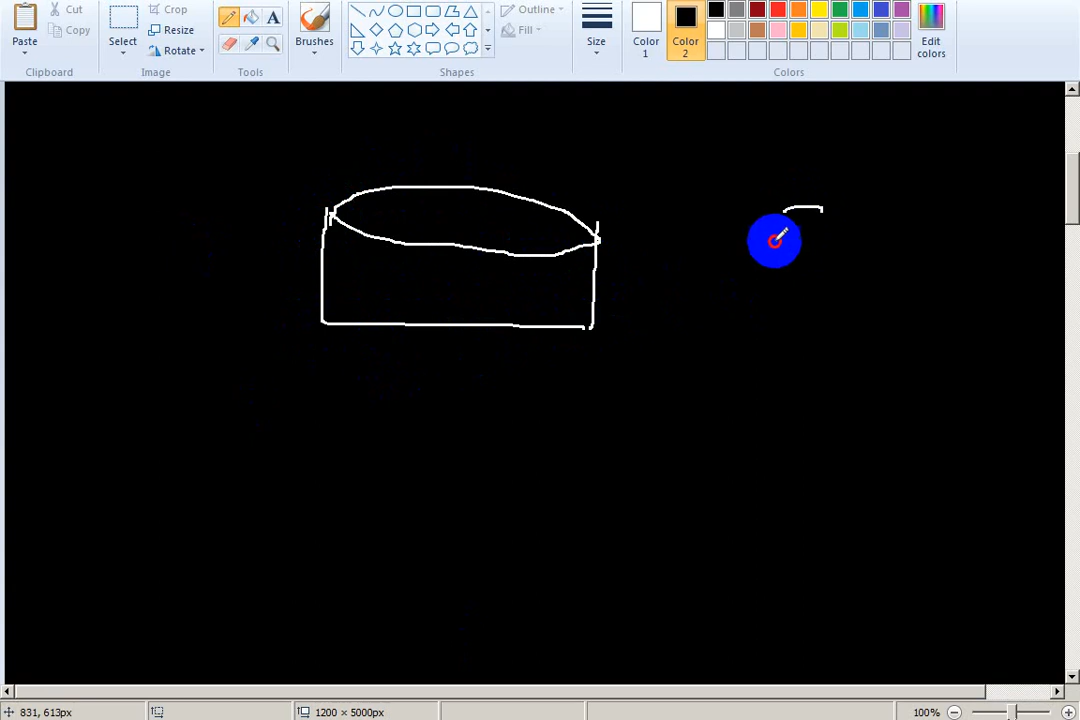 Paste
Cut
Copy
Clipboard
Select
Crop
Resize
Rotate
Image
A
Tools
Brushes
Outline
Fill
Shapes
Size
Color
1
Color
2
Edit
colors
Colors
831, 613px
1200 × 5000px
100%